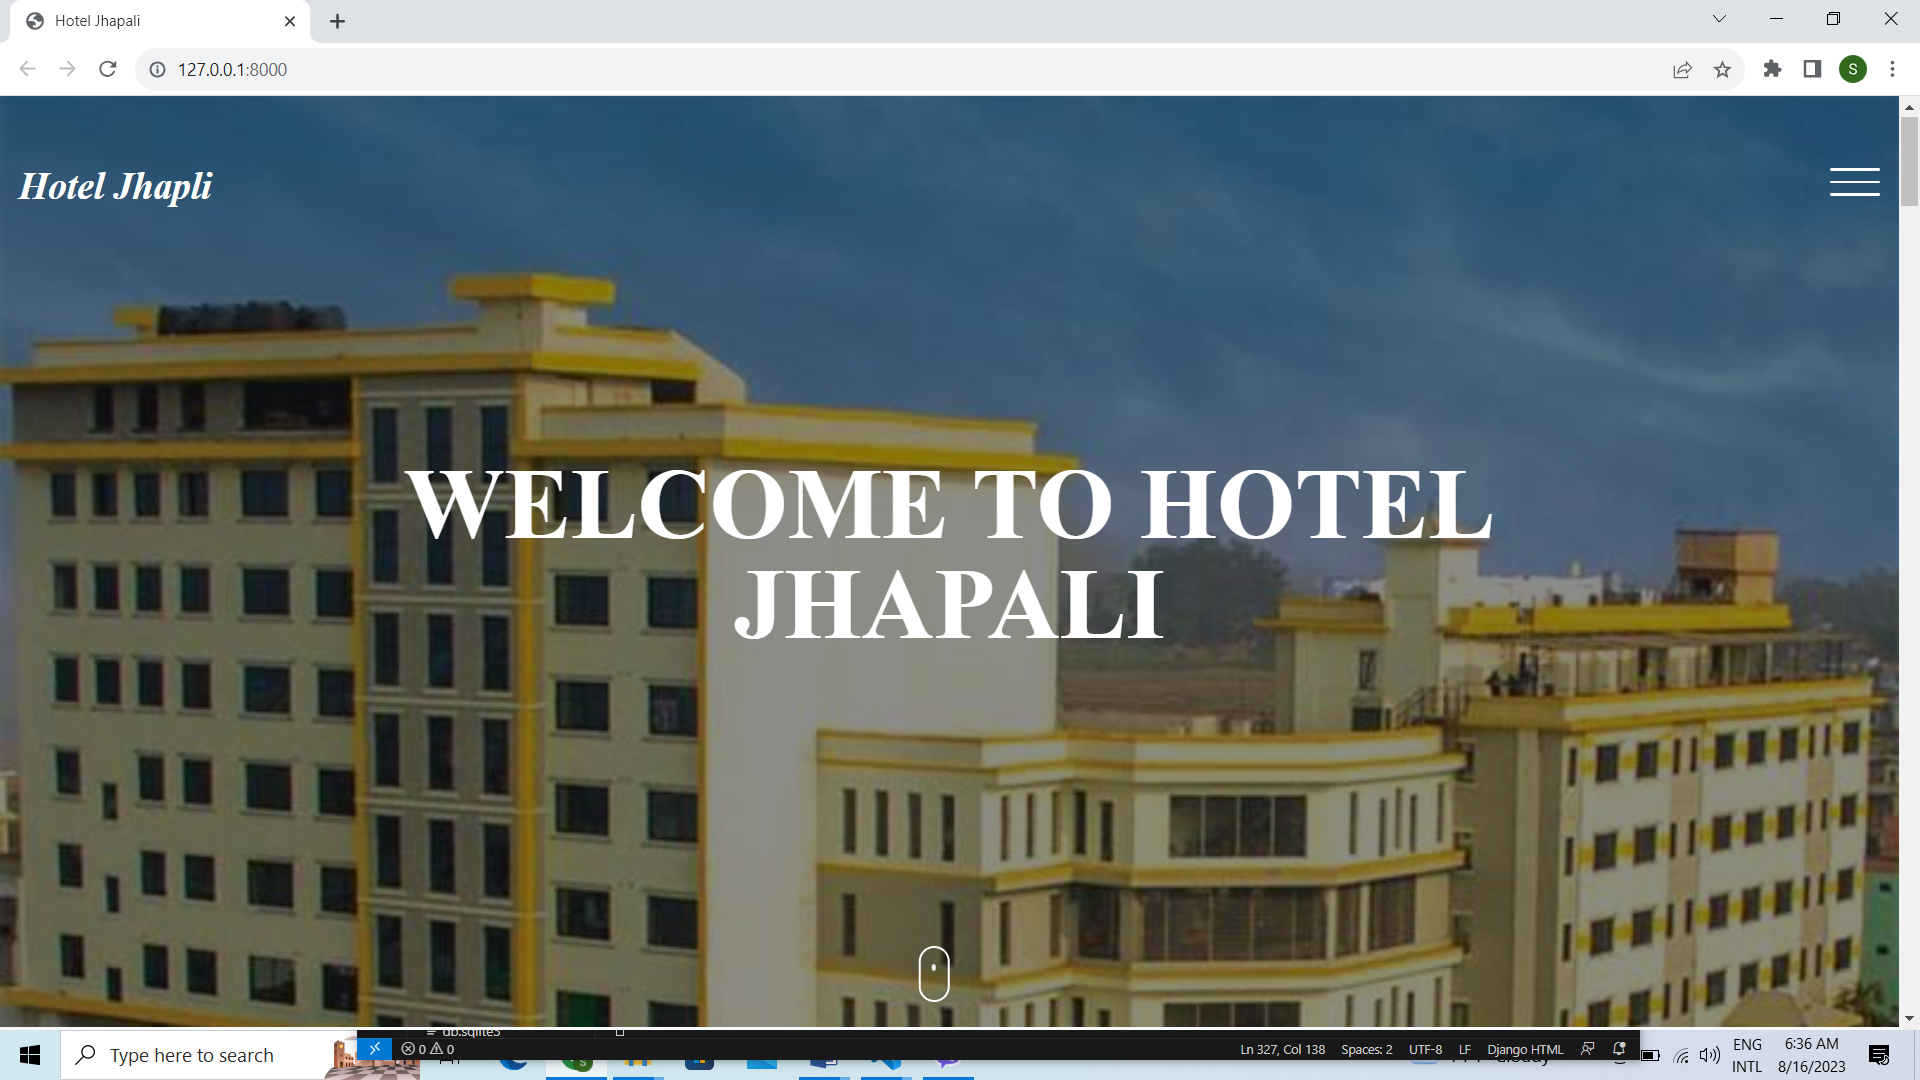 Hotel Jhapali
127.0.0.1:8000
S
Hotel Jhapli
WELCOME TO HOTEL
JHAPALI
db.sqlite3
Type here to search
0 0
Ln 327, Col 138 Spaces: 2 UTF-8 LF Django HTML
ENG
INTL
6:36 AM
8/16/2023